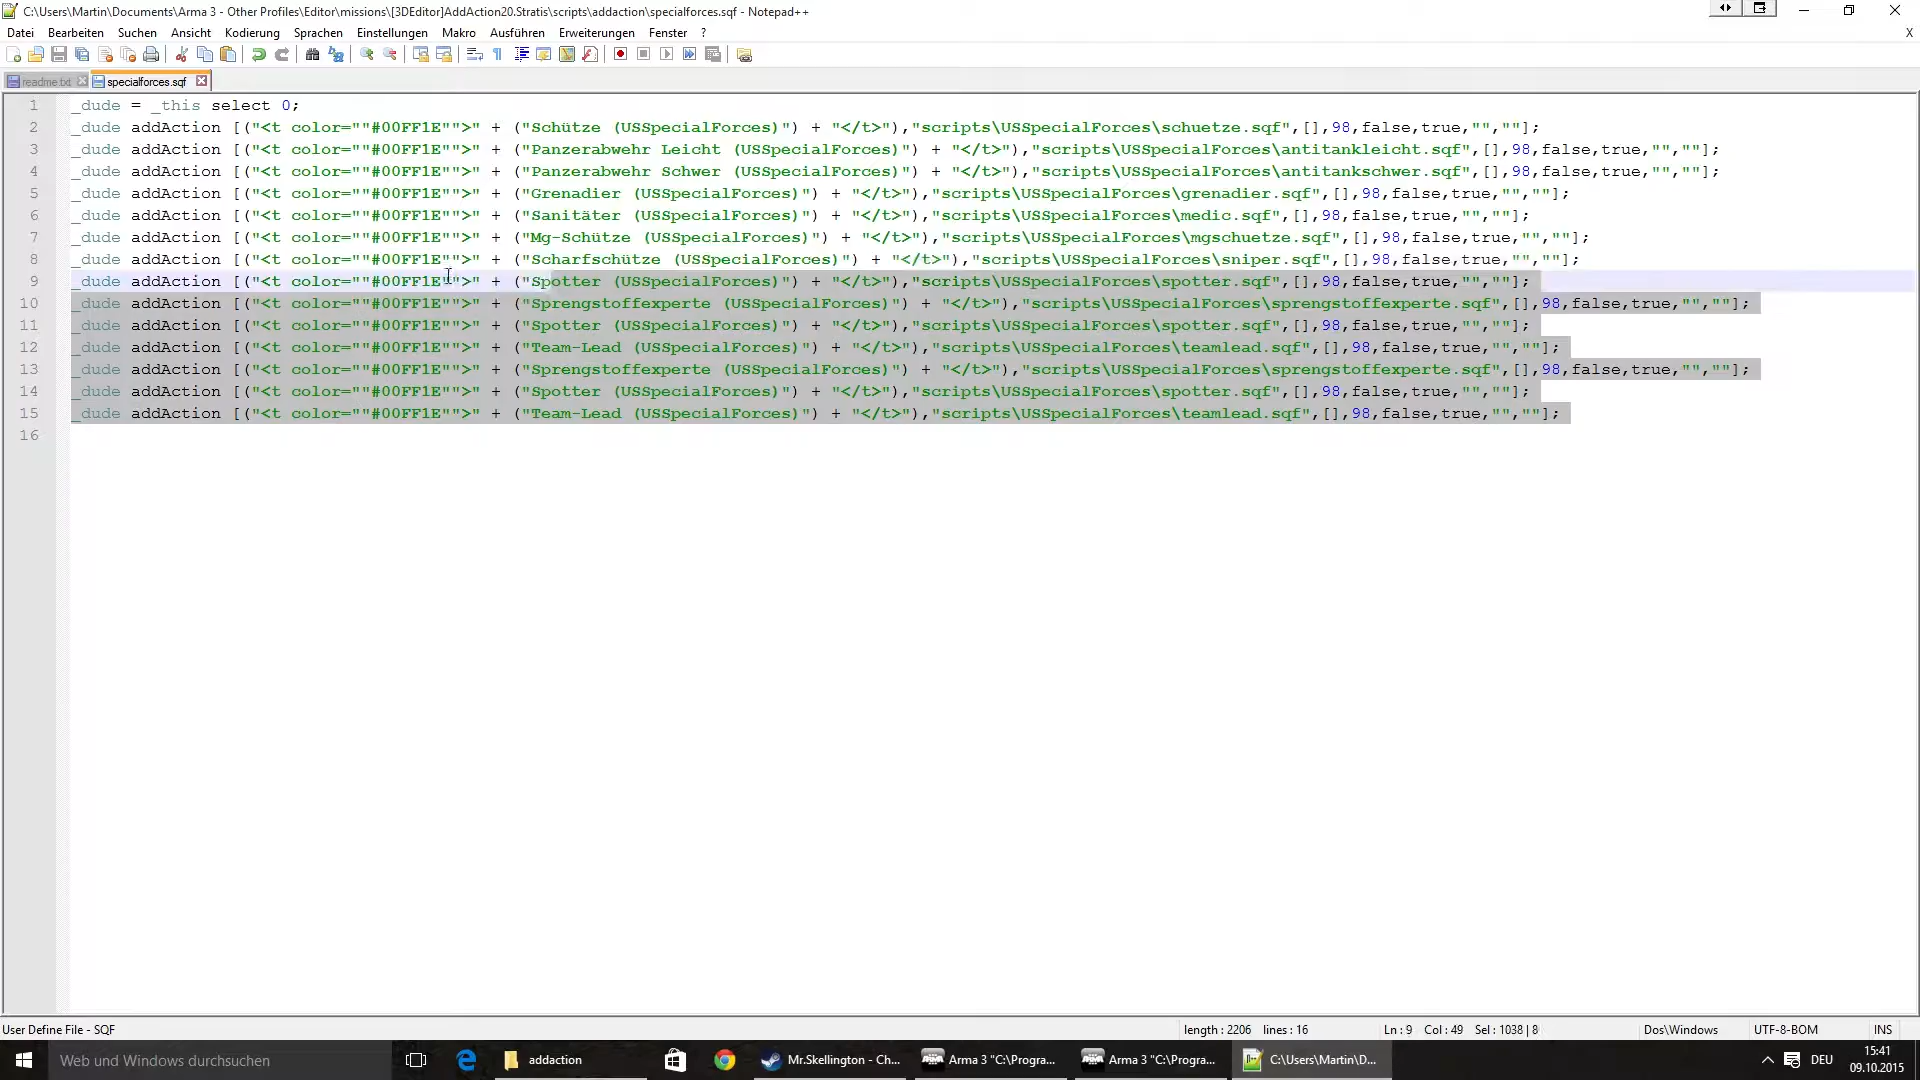 C:\Users\Martin\Documents\Arma 3 - Other Profiles\Editor\missions\[3DEditor]AddAction20.Stratis\scripts\addaction\specialforces.sqf - Notepad++
Datei Bearbeiten Suchen Ansicht Kodierung Sprachen Einstellungen Makro Ausführen Erweiterungen Fenster ? X
readme.txt specialforces.sqf
1 _dude = _this select 0;
2 _dude addAction [("<t color=""#00FF1E"">" + ("Schütze (USSpecialForces)") + "</t>"),"scripts\USSpecialForces\schuetze.sqf",[],98,false,true,"",""];
3 _dude addAction [("<t color=""#00FF1E"">" + ("Panzerabwehr Leicht (USSpecialForces)") + "</t>"),"scripts\USSpecialForces\antitankleicht.sqf",[],98,false,true,"",""];
4 _dude addAction [("<t color=""#00FF1E"">" + ("Panzerabwehr Schwer (USSpecialForces)") + "</t>"),"scripts\USSpecialForces\antitankschwer.sqf",[],98,false,true,"",""];
5 _dude addAction [("<t color=""#00FF1E"">" + ("Grenadier (USSpecialForces)") + "</t>"),"scripts\USSpecialForces\grenadier.sqf",[],98,false,true,"",""];
6 _dude addAction [("<t color=""#00FF1E"">" + ("Sanitäter (USSpecialForces)") + "</t>"),"scripts\USSpecialForces\medic.sqf",[],98,false,true,"",""];
7 _dude addAction [("<t color=""#00FF1E"">" + ("Mg-Schütze (USSpecialForces)") + "</t>"),"scripts\USSpecialForces\mgschuetze.sqf",[],98,false,true,"",""];
8 _dude addAction [("<t color=""#00FF1E"">" + ("Scharfschütze (USSpecialForces)") + "</t>"),"scripts\USSpecialForces\sniper.sqf",[],98,false,true,"",""];
9 _dude addAction [("<t color=""#00FF1E"">" + ("Spotter (USSpecialForces)") + "</t>"),"scripts\USSpecialForces\spotter.sqf",[],98,false,true,"",""];
10 _dude addAction [("<t color=""#00FF1E"">" + ("Sprengstoffexperte (USSpecialForces)") + "</t>"),"scripts\USSpecialForces\sprengstoffexperte.sqf",[],98,false,true,"",""];
11 _dude addAction [("<t color=""#00FF1E"">" + ("Spotter (USSpecialForces)") + "</t>"),"scripts\USSpecialForces\spotter.sqf",[],98,false,true,"",""];
12 _dude addAction [("<t color=""#00FF1E"">" + ("Team-Lead (USSpecialForces)") + "</t>"),"scripts\USSpecialForces\teamlead.sqf",[],98,false,true,"",""];
13 _dude addAction [("<t color=""#00FF1E"">" + ("Sprengstoffexperte (USSpecialForces)") + "</t>"),"scripts\USSpecialForces\sprengstoffexperte.sqf",[],98,false,true,"",""];
14 _dude addAction [("<t color=""#00FF1E"">" + ("Spotter (USSpecialForces)") + "</t>"),"scripts\USSpecialForces\spotter.sqf",[],98,false,true,"",""];
15 _dude addAction [("<t color=""#00FF1E"">" + ("Team-Lead (USSpecialForces)") + "</t>"),"scripts\USSpecialForces\teamlead.sqf",[],98,false,true,"",""];
16
User Define File - SQF length : 2206 lines : 16 Ln : 9 Col : 49 Sel : 1038 | 8 Dos\Windows UTF-8-BOM INS
Web und Windows durchsuchen addaction Mr.Skellington - Ch... Arma 3 "C:\Progra... Arma 3 "C:\Progra... C:\Users\Martin\D... DEU 15:41
09.10.2015